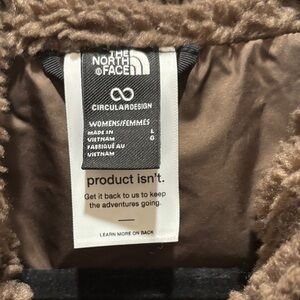 THE
NORTH
FACE
CIRCULARDESIGN
WOMENS/FEMMES
MADE IN
VIETNAM
FABRIQUÉ AU
VIETNAM
L
G
product isn't.
Get it back to us to keep
the adventures going.
LEARN MORE ON BACK